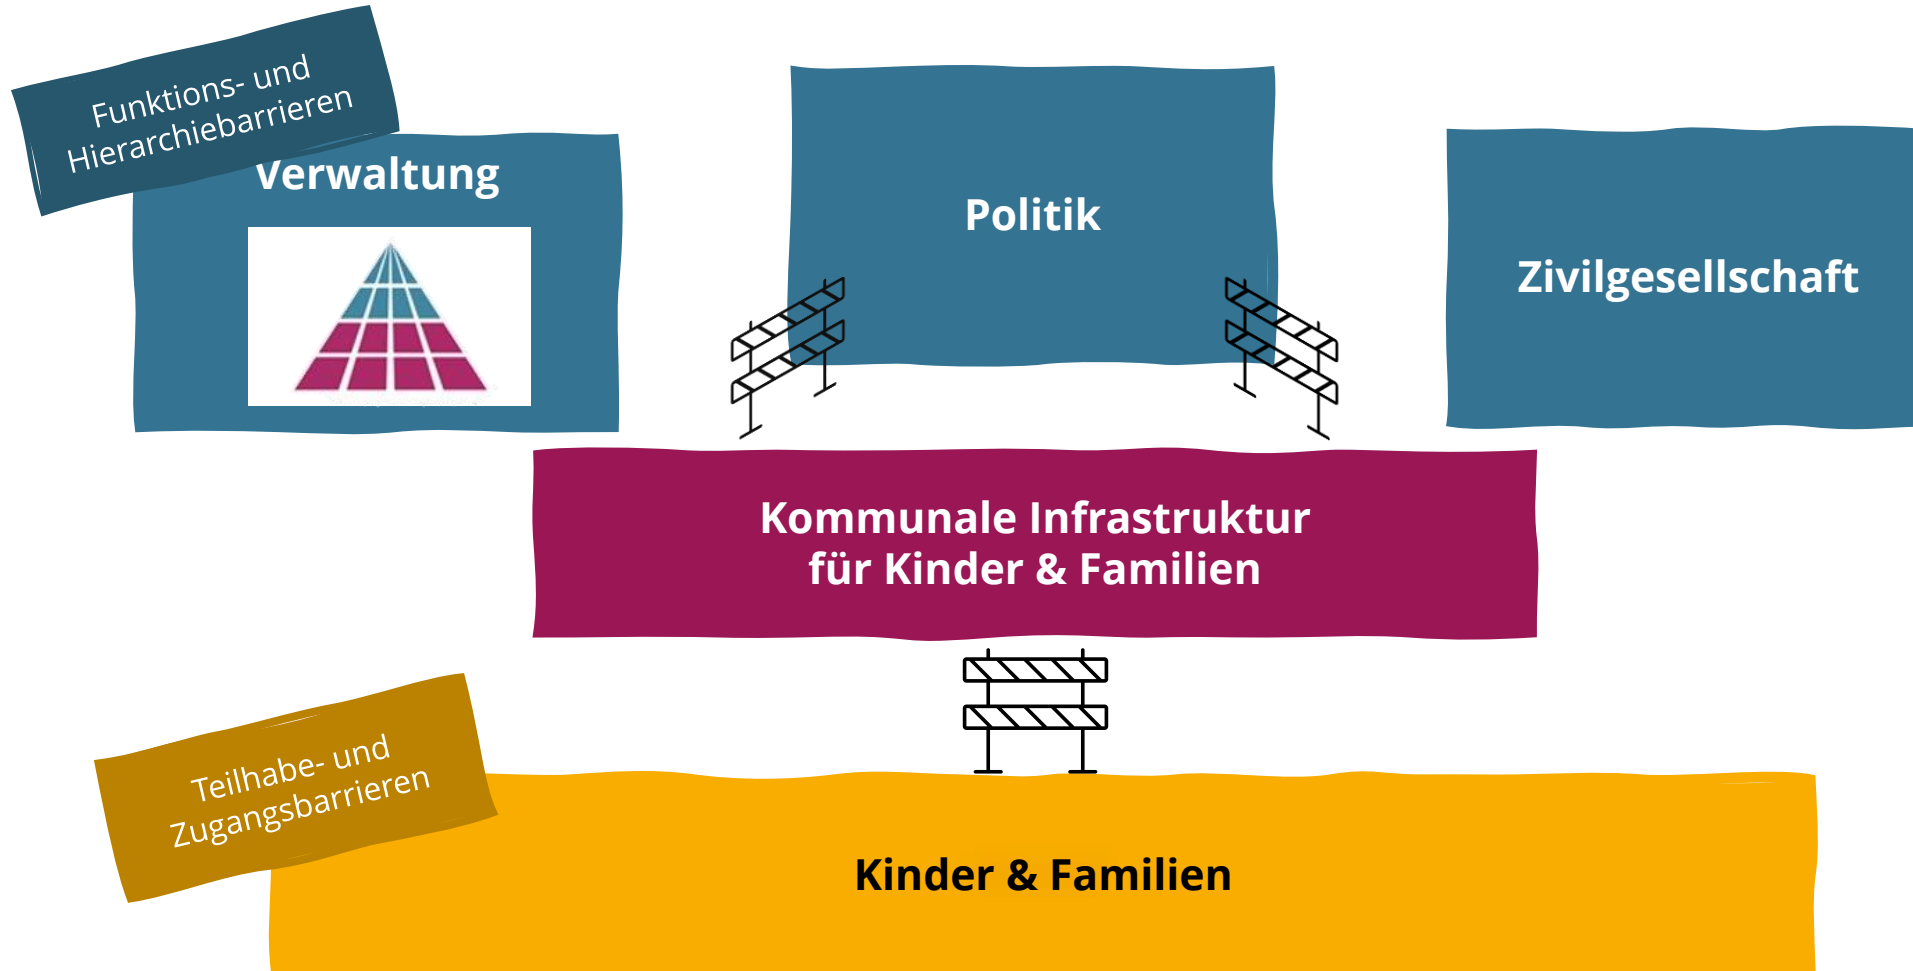 Funktions- und
Hierarchiebarrieren
Verwaltung
Politik
Zivilgesellschaft
Kommunale Infrastruktur
für Kinder & Familien
Teilhabe- und
Zugangsbarrieren
Kinder & Familien